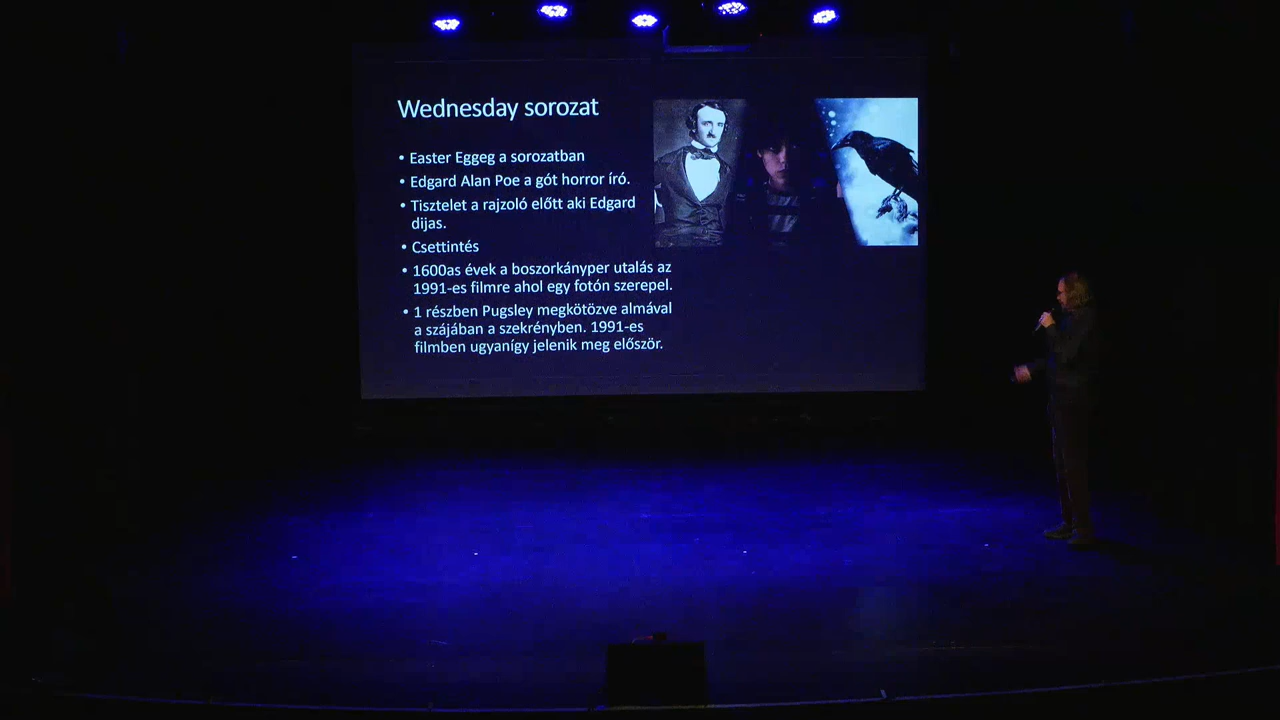 Wednesday sorozat
• Easter Eggeg a sorozatban
• Edgard Alan Poe a gót horror író.
• Tisztelet a rajzoló előtt aki Edgard
dijas.
• Csettintés
• 1600as évek a boszorkányper utalás az
1991-es filmre ahol egy fotón szerepel.
• 1 részben Pugsley megkötözve almával
a szájában a szekrényben. 1991-es
filmben ugyanígy jelenik meg először.